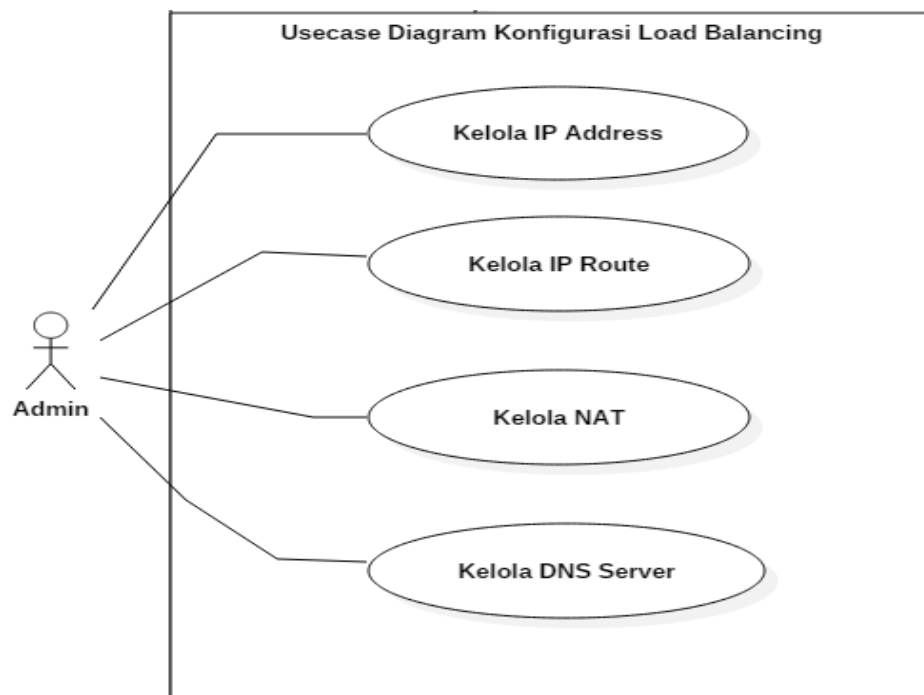 Usecase Diagram Konfigurasi Load Balancing
Kelola IP Address
Kelola IP Route
Admin
Kelola NAT
Kelola DNS Server